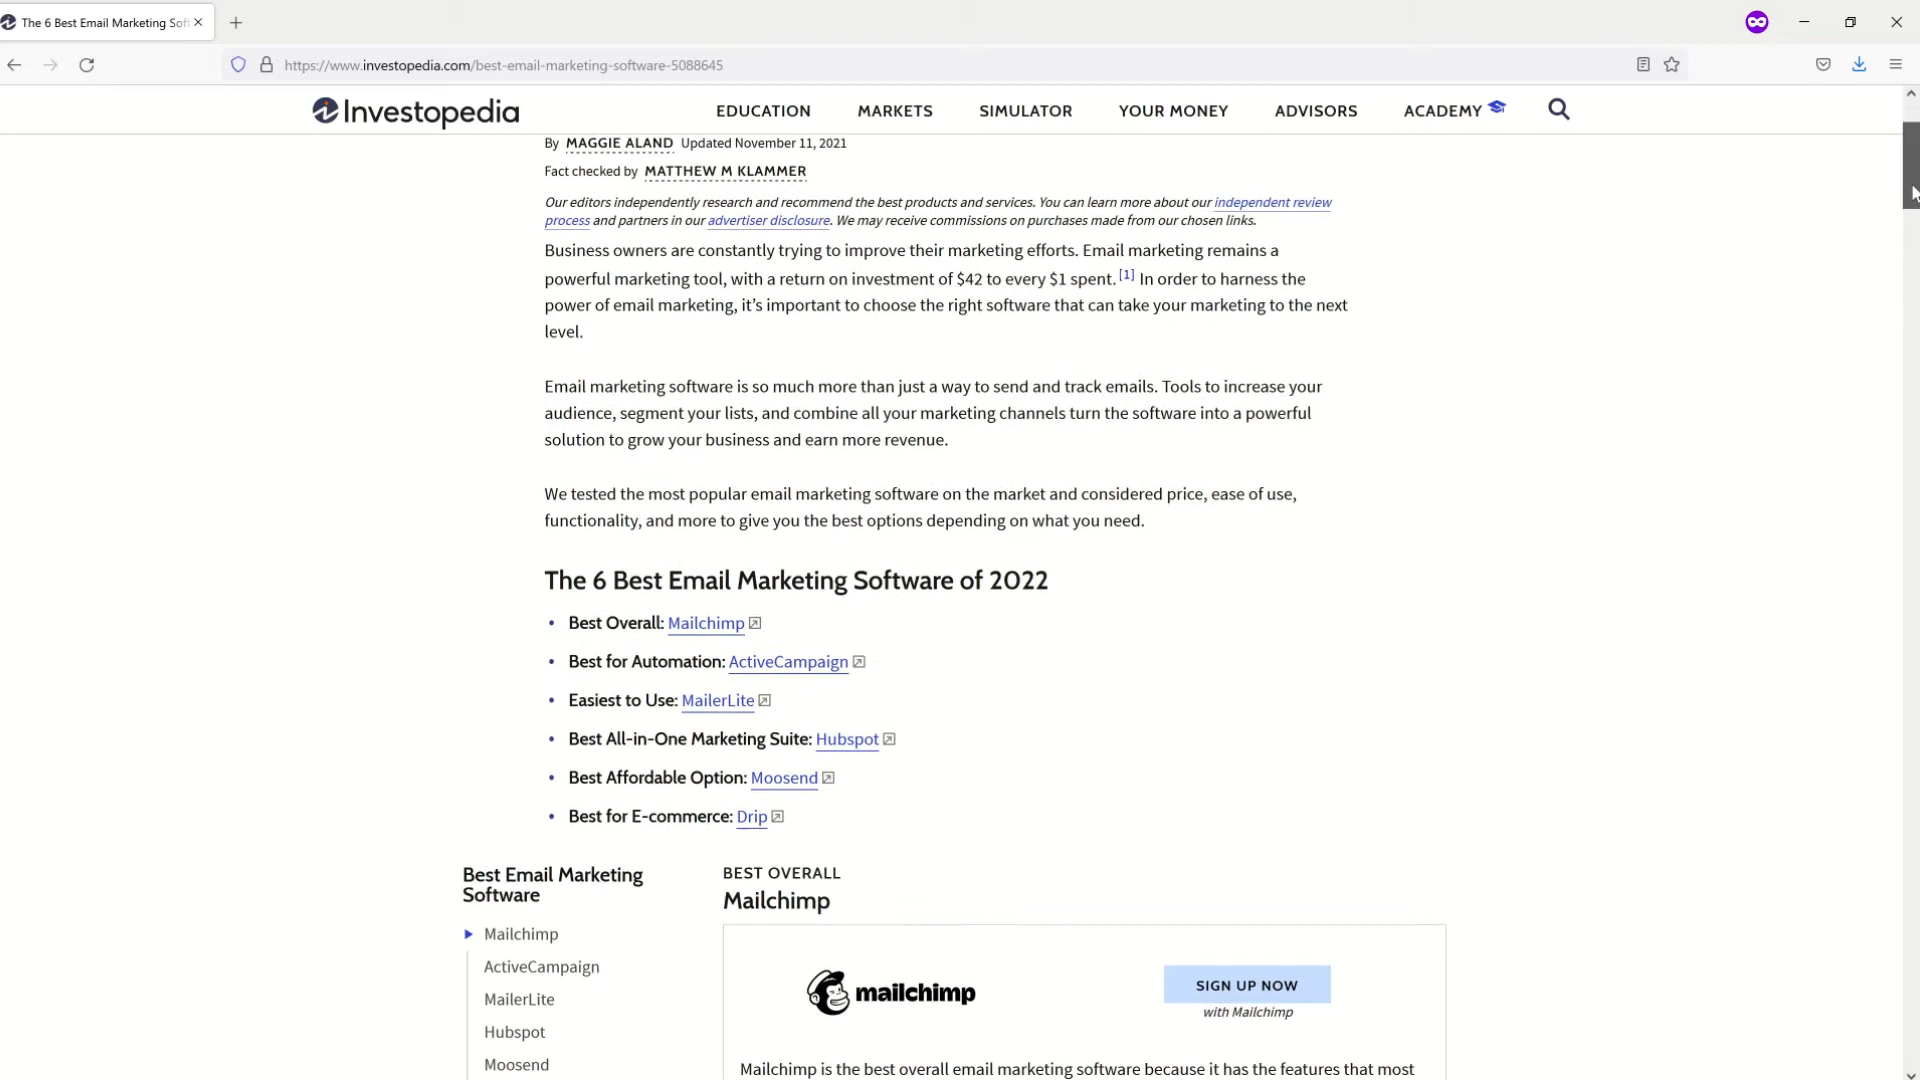 The 6 Best Email Marketing Sof
https://www.investopedia.com/best-email-marketing-software-5088645
Investopedia
EDUCATION
MARKETS
SIMULATOR
YOUR MONEY
ADVISORS
ACADEMY
By MAGGIE ALAND Updated November 11, 2021
Fact checked by MATTHEW M KLAMMER
Our editors independently research and recommend the best products and services. You can learn more about our independent review
process and partners in our advertiser disclosure. We may receive commissions on purchases made from our chosen links.
Business owners are constantly trying to improve their marketing efforts. Email marketing remains a
powerful marketing tool, with a return on investment of $42 to every $1 spent. [1] In order to harness the
power of email marketing, it’s important to choose the right software that can take your marketing to the next
level.
Email marketing software is so much more than just a way to send and track emails. Tools to increase your
audience, segment your lists, and combine all your marketing channels turn the software into a powerful
solution to grow your business and earn more revenue.
We tested the most popular email marketing software on the market and considered price, ease of use,
functionality, and more to give you the best options depending on what you need.
The 6 Best Email Marketing Software of 2022
• Best Overall: Mailchimp
• Best for Automation: ActiveCampaign
• Easiest to Use: MailerLite
• Best All-in-One Marketing Suite: Hubspot
• Best Affordable Option: Moosend
• Best for E-commerce: Drip
Best Email Marketing
Software
Mailchimp
ActiveCampaign
MailerLite
Hubspot
Moosend
BEST OVERALL
Mailchimp
mailchimp
SIGN UP NOW
with Mailchimp
Mailchimp is the best overall email marketing software because it has the features that most